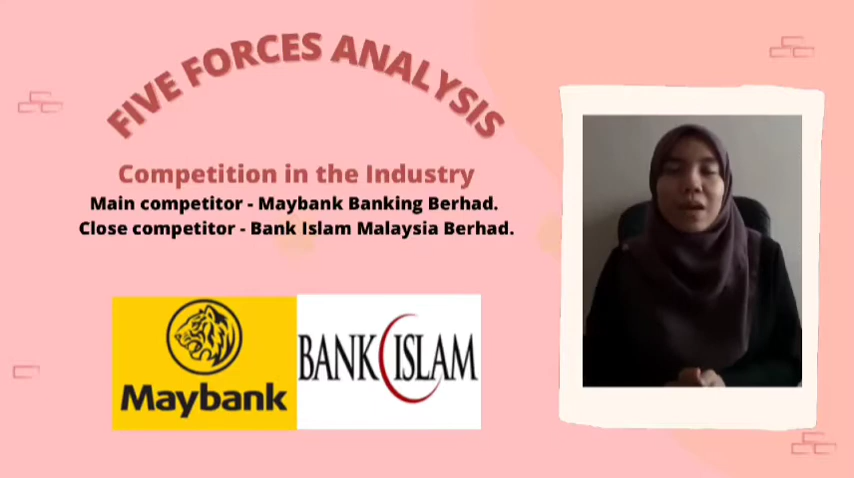 FIVE FORCES ANALYSIS
Competition in the Industry
Main competitor - Maybank Banking Berhad.
Close competitor - Bank Islam Malaysia Berhad.
Maybank
BANK ISLAM